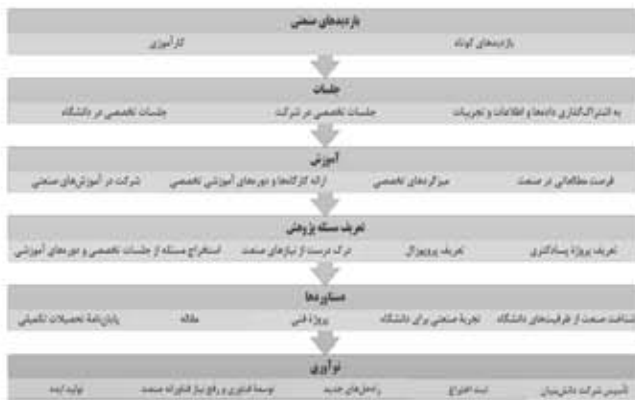 بازدیدهای صنعتی
بازدیدهای کوتاه کارآموزی
جلسات
به اشتراک‌گذاری داده‌ها و اطلاعات و تجربیات جلسات تخصصی در شرکت جلسات تخصصی در دانشگاه
آموزش
فرصت مطالعاتی در صنعت میزگردهای تخصصی ارائه کارگاه‌ها و دوره‌های آموزشی تخصصی شرکت در آموزش‌های صنعتی
تعریف مسئله پژوهش
تعریف پروژهٔ پسادکتری تعریف پروپوزال درک درست از نیازهای صنعت استخراج مسئله از جلسات تخصصی و دوره‌های آموزشی
دستاوردها
شناخت صنعت از ظرفیت‌های دانشگاه تجربهٔ صنعتی برای دانشگاه پروژهٔ فنی مقاله پایان‌نامهٔ تحصیلات تکمیلی
نوآوری
تأسیس شرکت دانش‌بنیان ثبت اختراع راه‌حل‌های جدید توسعهٔ فناوری و رفع نیاز فناورانه صنعت تولید ایده